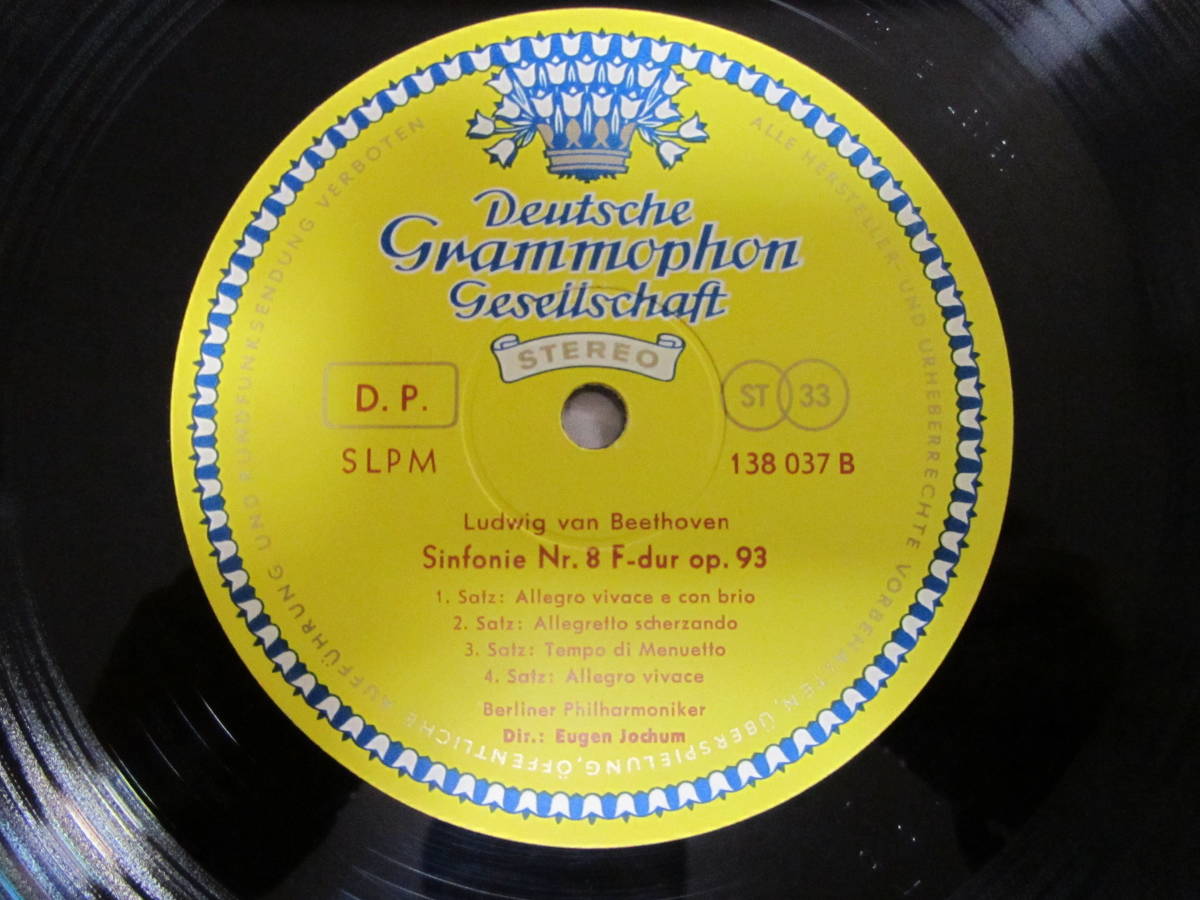 Deutsche
Grammophon
Gesellschaft
STEREO
D. P.
ST 33
SLPM
138 037 B
Ludwig van Beethoven
Sinfonie Nr. 8 F-dur op. 93
1. Satz: Allegro vivace e con brio
2. Satz: Allegretto scherzando
3. Satz: Tempo di Menuetto
4. Satz: Allegro vivace
Berliner Philharmoniker
Dir.: Eugen Jochum
ALLE HERSTELLER- UND URHEBERRECHTE VORBEHALTEN, ÜBERSPIELUNG, ÖFFENTLICHE AUFFÜHRUNG UND RUNDFUNKSENDUNG VERBOTEN